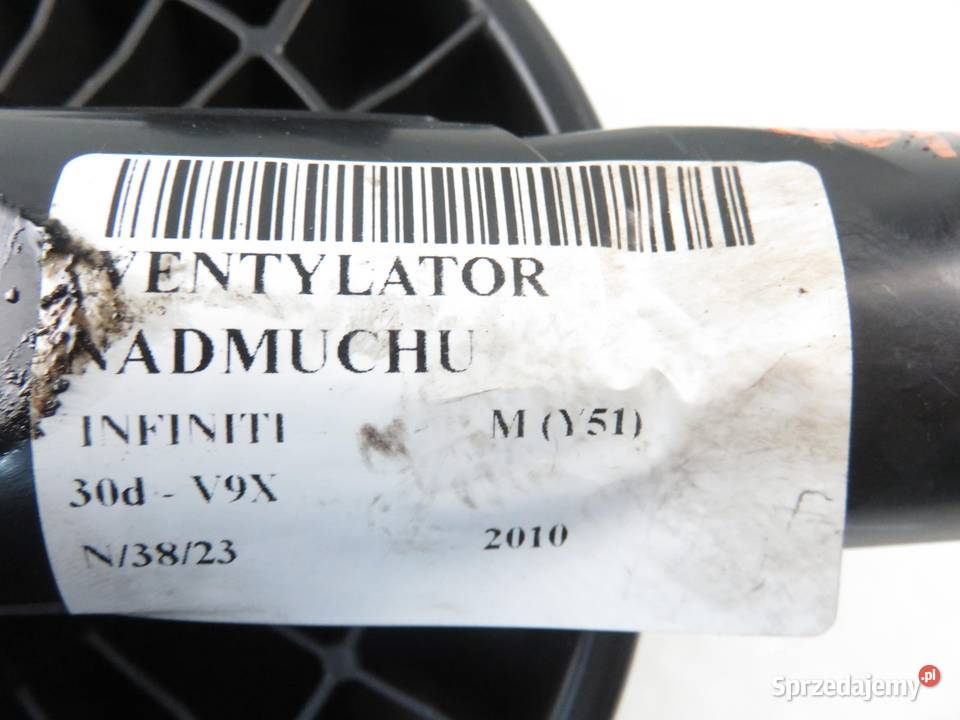 VENTYLATOR
NADMUCHU
INFINITI M (Y51)
30d - V9X
N/38/23 2010
Sprzedajemy.pl